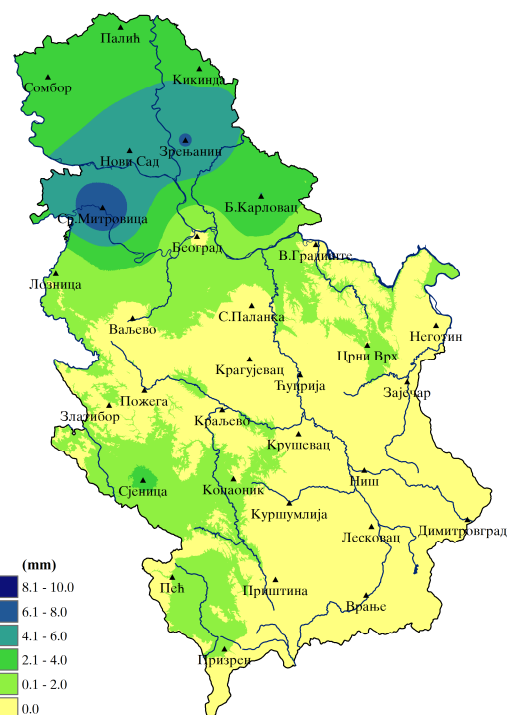 Палић
Сомбор
Кикинда
Зрењанин
Нови Сад
Ср.Митровица
Б.Карловац
Београд
В.Градиште
Лозница
С.Паланка
Ваљево
Неготин
Црни Врх
Крагујевац
Ћуприја
Зајечар
Пожега
Златибор
Краљево
Крушевац
Ниш
Сјеница
Копаоник
Куршумлија
Димитровград
Лесковац
Пећ
Приштина
Врање
Призрен
(mm)
8.1 - 10.0
6.1 - 8.0
4.1 - 6.0
2.1 - 4.0
0.1 - 2.0
0.0